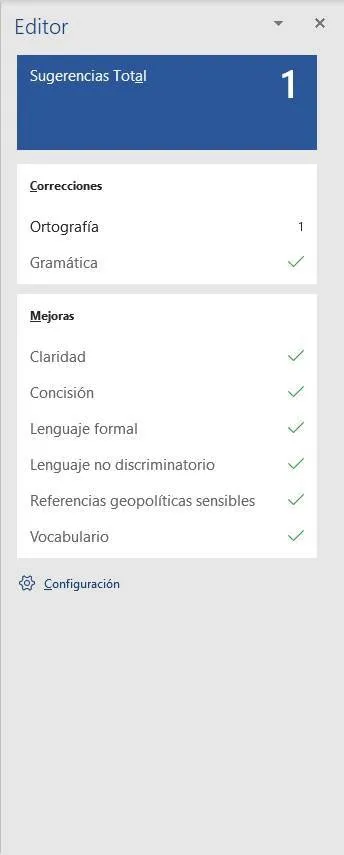 Editor
Sugerencias Total 1
Correcciones
Ortografía 1
Gramática
Mejoras
Claridad
Concisión
Lenguaje formal
Lenguaje no discriminatorio
Referencias geopolíticas sensibles
Vocabulario
Configuración